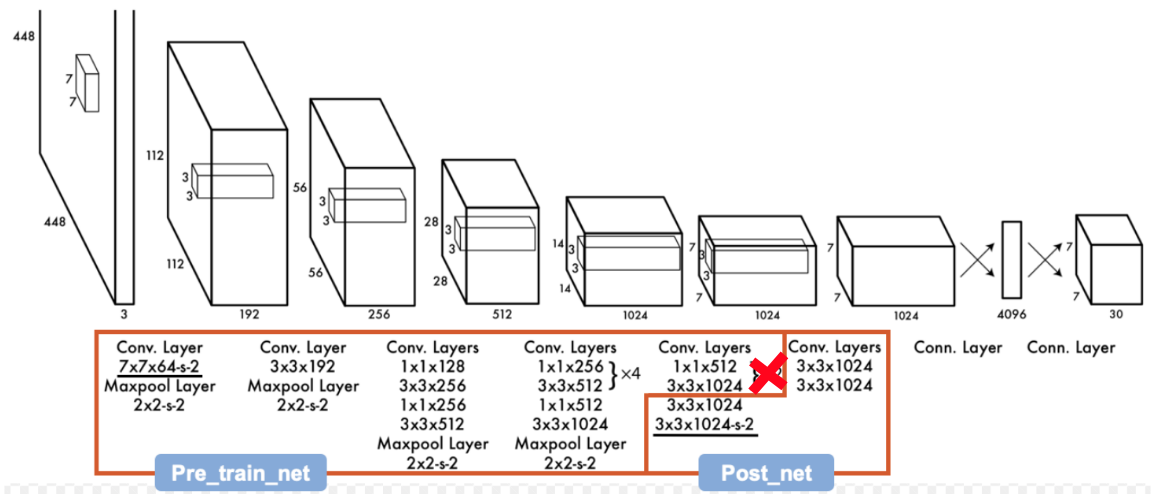 448
7
7
448
3
112
3
3
112
192
56
3
3
56
256
28
3
3
28
512
14
3
3
14
1024
7
3
3
7
1024
7
7
1024
4096
7
7
30
Conv. Layer
7x7x64-s-2
Maxpool Layer
2x2-s-2
Conv. Layer
3x3x192
Maxpool Layer
2x2-s-2
Conv. Layers
1x1x128
3x3x256
1x1x256
3x3x512
Maxpool Layer
2x2-s-2
Conv. Layers
1x1x256
3x3x512
}×4
1x1x512
3x3x1024
Maxpool Layer
2x2-s-2
Conv. Layers
1x1x512
3x3x1024
3x3x1024
3x3x1024-s-2
Conv. Layers
3x3x1024
3x3x1024
Conn. Layer
Conn. Layer
Pre_train_net
Post_net